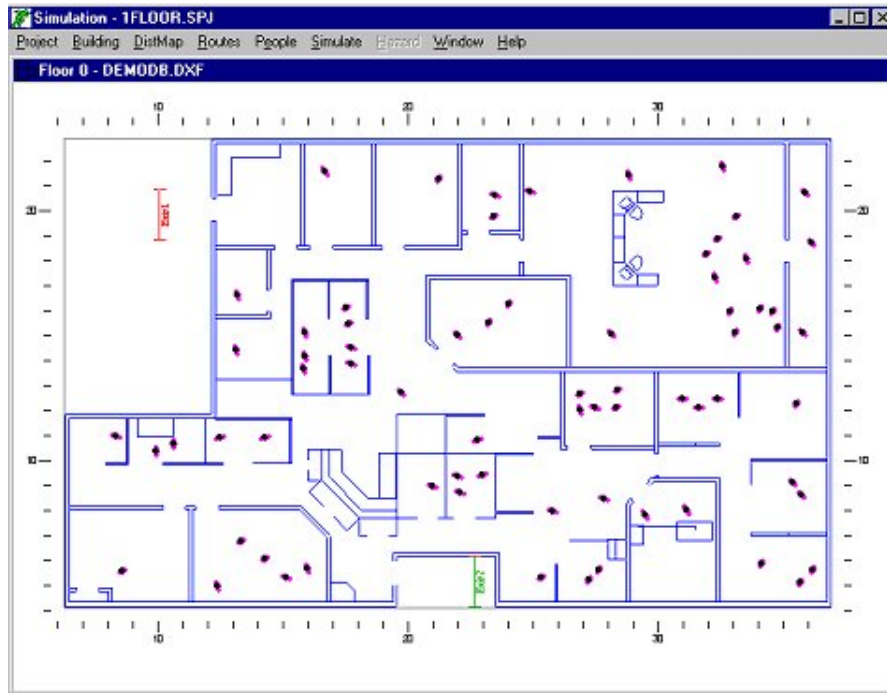 Simulation - 1FLOOR.SPJ
Project Building DistMap Routes People Simulate Hazard Window Help
Floor 0 - DEMODB.DXF
10 20 30
20 20
Exit1
10 10
Exit2
10 20 30